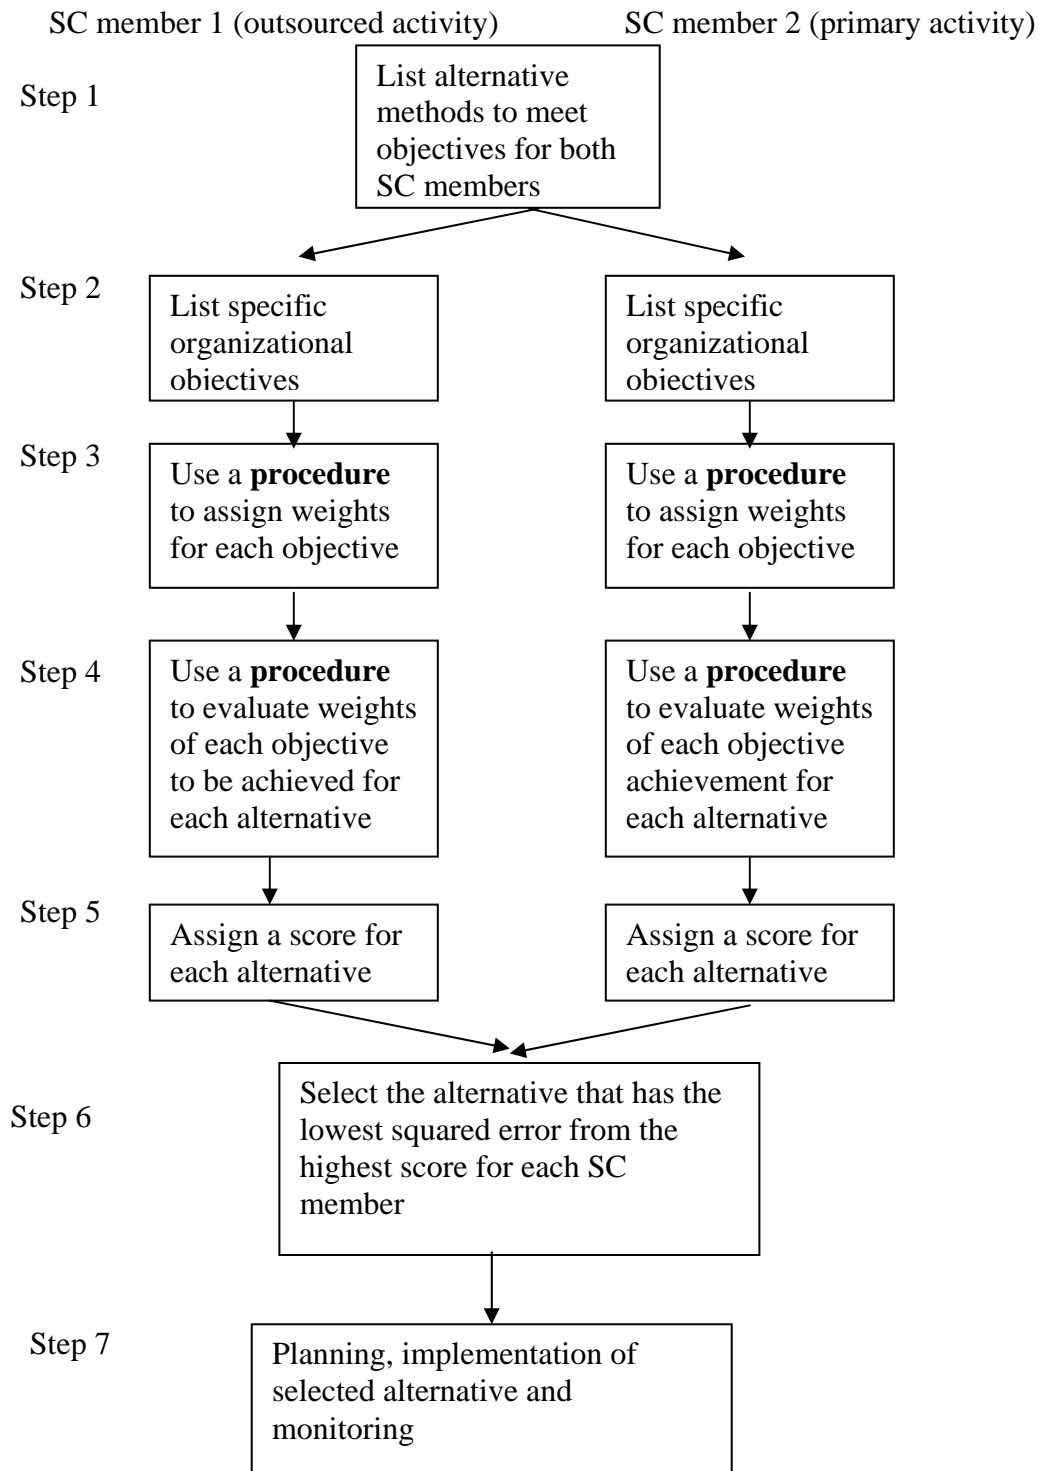 SC member 1 (outsourced activity)
SC member 2 (primary activity)
Step 1
List alternative
methods to meet
objectives for both
SC members
Step 2
List specific
organizational
objectives
List specific
organizational
objectives
Step 3
Use a procedure
to assign weights
for each objective
Use a procedure
to assign weights
for each objective
Step 4
Use a procedure
to evaluate weights
of each objective
to be achieved for
each alternative
Use a procedure
to evaluate weights
of each objective
achievement for
each alternative
Step 5
Assign a score for
each alternative
Assign a score for
each alternative
Step 6
Select the alternative that has the
lowest squared error from the
highest score for each SC
member
Step 7
Planning, implementation of
selected alternative and
monitoring